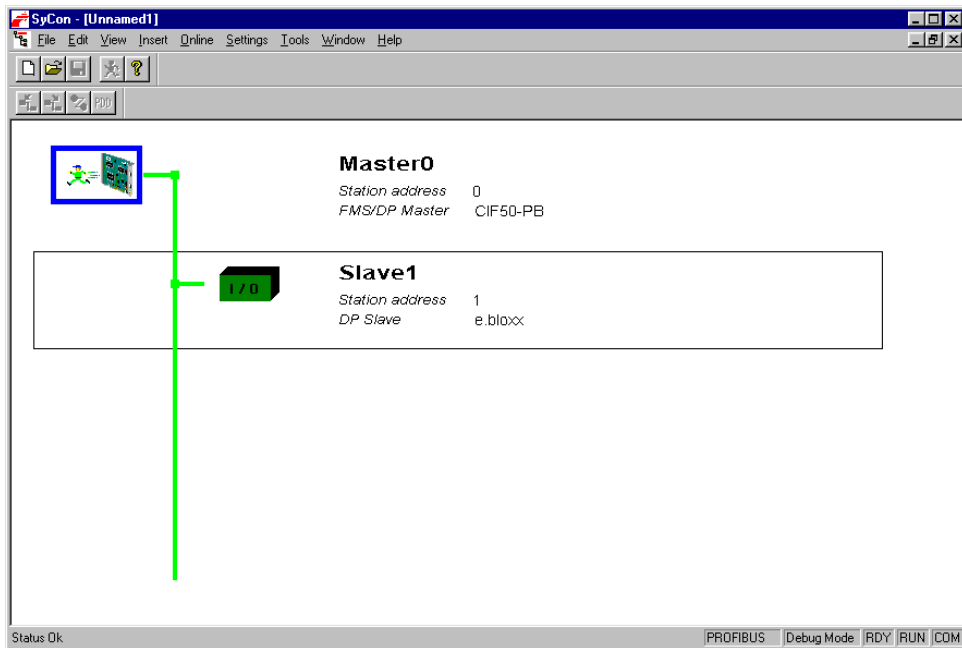 SyCon - [Unnamed1]
File Edit View Insert Online Settings Tools Window Help
PDO
Master0
Station address 0
FMS/DP Master CIF50-PB
I/O
Slave1
Station address 1
DP Slave e.bloxx
Status Ok PROFIBUS Debug Mode RDY RUN COM